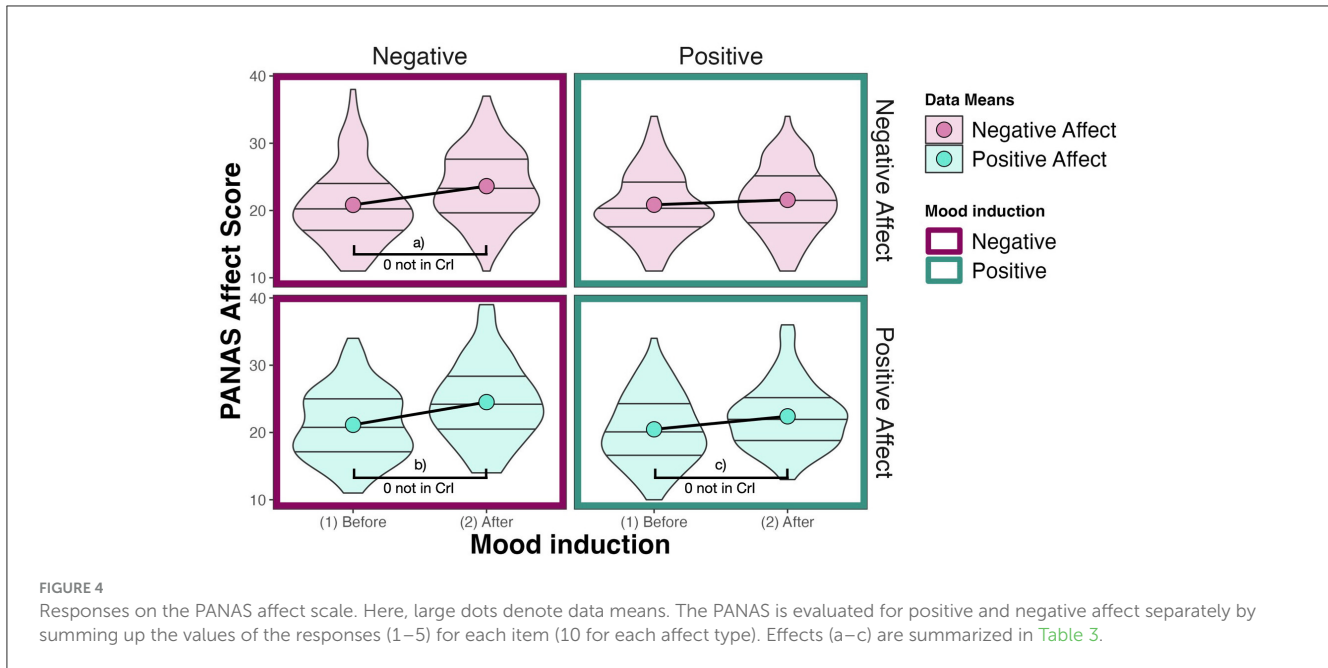 Negative
Positive
PANAS Affect Score
40
30
20
10
a)
0 not in CrI
Negative Affect
40
30
20
10
b)
0 not in CrI
c)
0 not in CrI
Positive Affect
(1) Before
(2) After
(1) Before
(2) After
Mood induction
Data Means
Negative Affect
Positive Affect
Mood induction
Negative
Positive
FIGURE 4
Responses on the PANAS affect scale. Here, large dots denote data means. The PANAS is evaluated for positive and negative affect separately by
summing up the values of the responses (1–5) for each item (10 for each affect type). Effects (a–c) are summarized in Table 3.